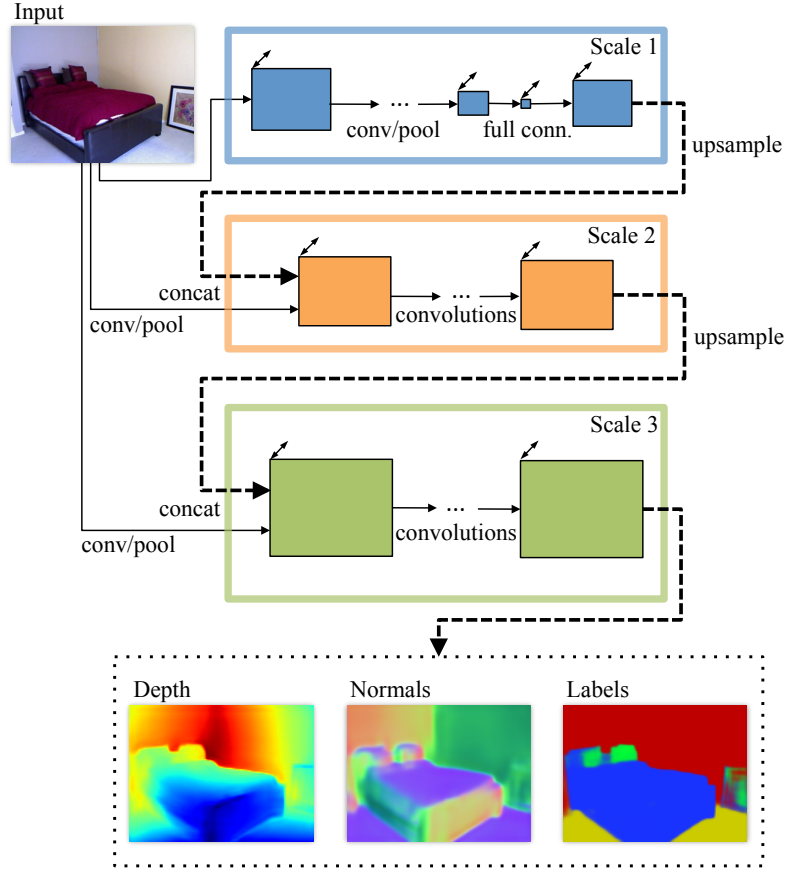 Input
Scale 1
...
conv/pool
full conn.
upsample
Scale 2
concat
...
conv/pool
convolutions
upsample
Scale 3
concat
...
conv/pool
convolutions
Depth
Normals
Labels